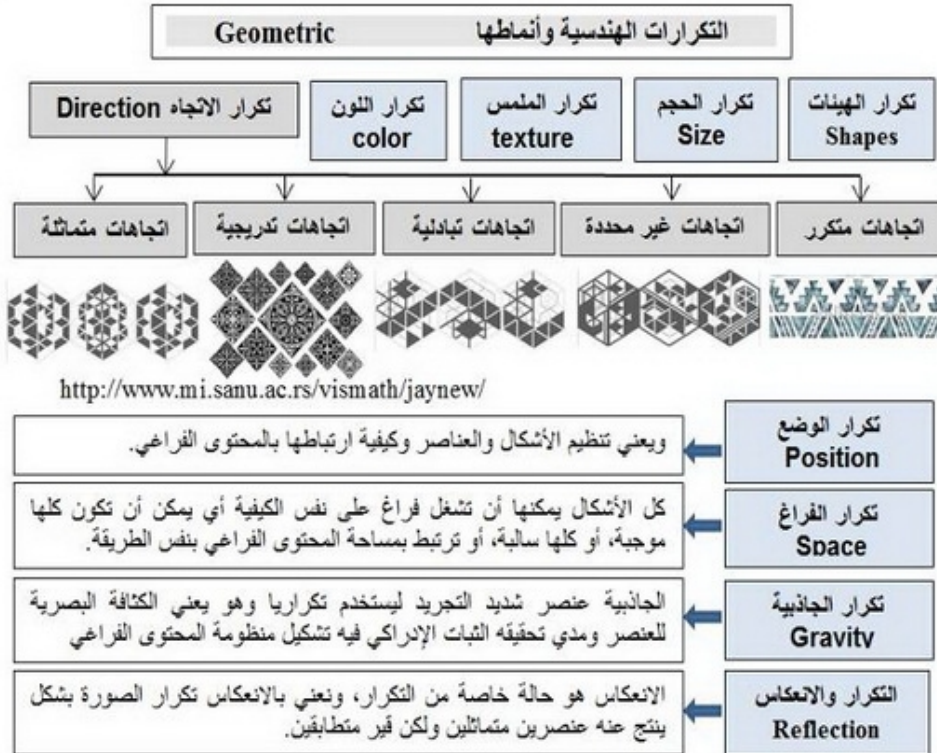 التكرارات الهندسية وأنماطها Geometric
تكرار الهيئات
Shapes
تكرار الحجم
Size
تكرار الملمس
texture
تكرار اللون
color
تكرار الاتجاه Direction
اتجاهات متكرر
اتجاهات غير محددة
اتجاهات تبادلية
اتجاهات تدريجية
اتجاهات متماثلة
http://www.mi.sanu.ac.rs/vismath/jaynew/
تكرار الوضع
Position
ويعني تنظيم الأشكال والعناصر وكيفية ارتباطها بالمحتوى الفراغي.
تكرار الفراغ
Space
كل الأشكال يمكنها أن تشغل فراغ على نفس الكيفية أي يمكن أن تكون كلها
موجبة، أو كلها سالبة، أو ترتبط بمساحة المحتوى الفراغي بنفس الطريقة.
تكرار الجاذبية
Gravity
الجاذبية عنصر شديد التجريد ليستخدم تكراريا وهو يعني الكثافة البصرية
للعنصر ومدي تحقيقه الثبات الإدراكي فيه تشكيل منظومة المحتوى الفراغي
التكرار والانعكاس
Reflection
الانعكاس هو حالة خاصة من التكرار، ونعني بالانعكاس تكرار الصورة بشكل
ينتج عنه عنصرين متماثلين ولكن قير متطابقين.